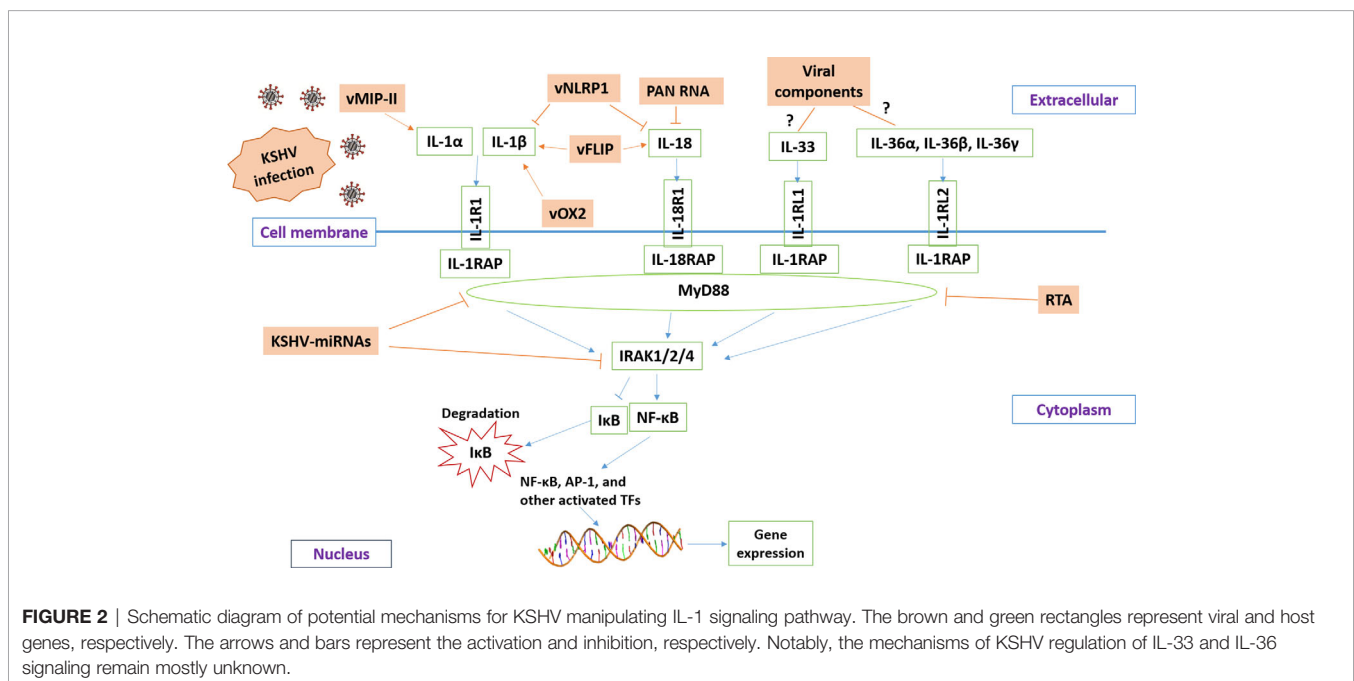 vMIP-II
vNLRP1
PAN RNA
Viral
components
Extracellular
?
?
IL-1α
IL-1β
vFLIP
IL-18
IL-33
IL-36α, IL-36β, IL-36γ
KSHV
infection
IL-1R1
vOX2
IL-18R1
IL-1RL1
IL-1RL2
Cell membrane
IL-1RAP
IL-18RAP
IL-1RAP
IL-1RAP
MyD88
RTA
KSHV-miRNAs
IRAK1/2/4
Degradation
IκB
NF-κB
Cytoplasm
IκB
NF-κB, AP-1, and
other activated TFs
Nucleus
Gene
expression
FIGURE 2 | Schematic diagram of potential mechanisms for KSHV manipulating IL-1 signaling pathway. The brown and green rectangles represent viral and host
genes, respectively. The arrows and bars represent the activation and inhibition, respectively. Notably, the mechanisms of KSHV regulation of IL-33 and IL-36
signaling remain mostly unknown.